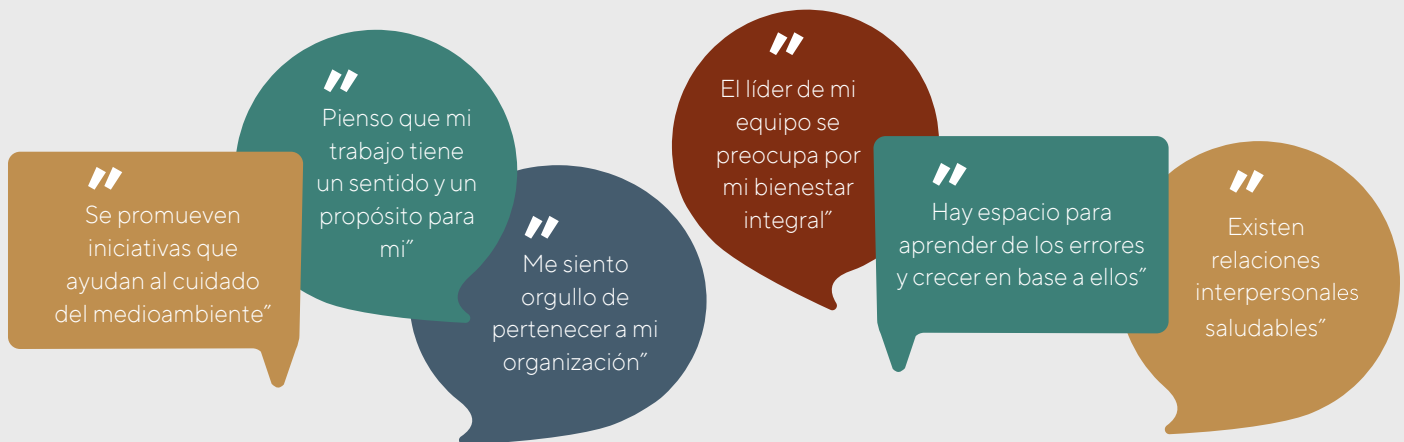 "
Se promueven
iniciativas que
ayudan al cuidado
del medioambiente"
"
Pienso que mi
trabajo tiene
un sentido y un
propósito para
mi"
"
Me siento
orgullo de
pertenecer a mi
organización"
"
El líder de mi
equipo se
preocupa por
mi bienestar
integral"
"
Hay espacio para
aprender de los errores
y crecer en base a ellos"
"
Existen
relaciones
interpersonales
saludables"